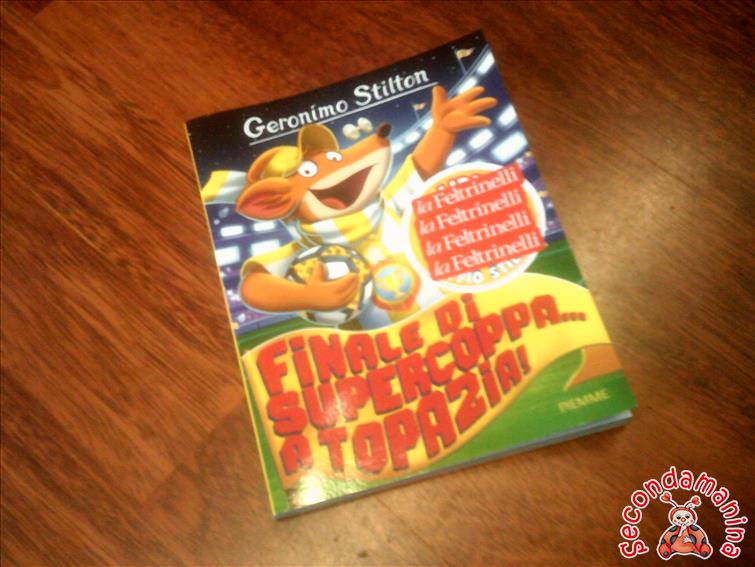 Geronimo Stilton
la Feltrinelli
la Feltrinelli
la Feltrinelli
la Feltrinelli
FINALE DI
SUPERCOPPA...
A TOPAZIA!
PIEMME
Secondamanina